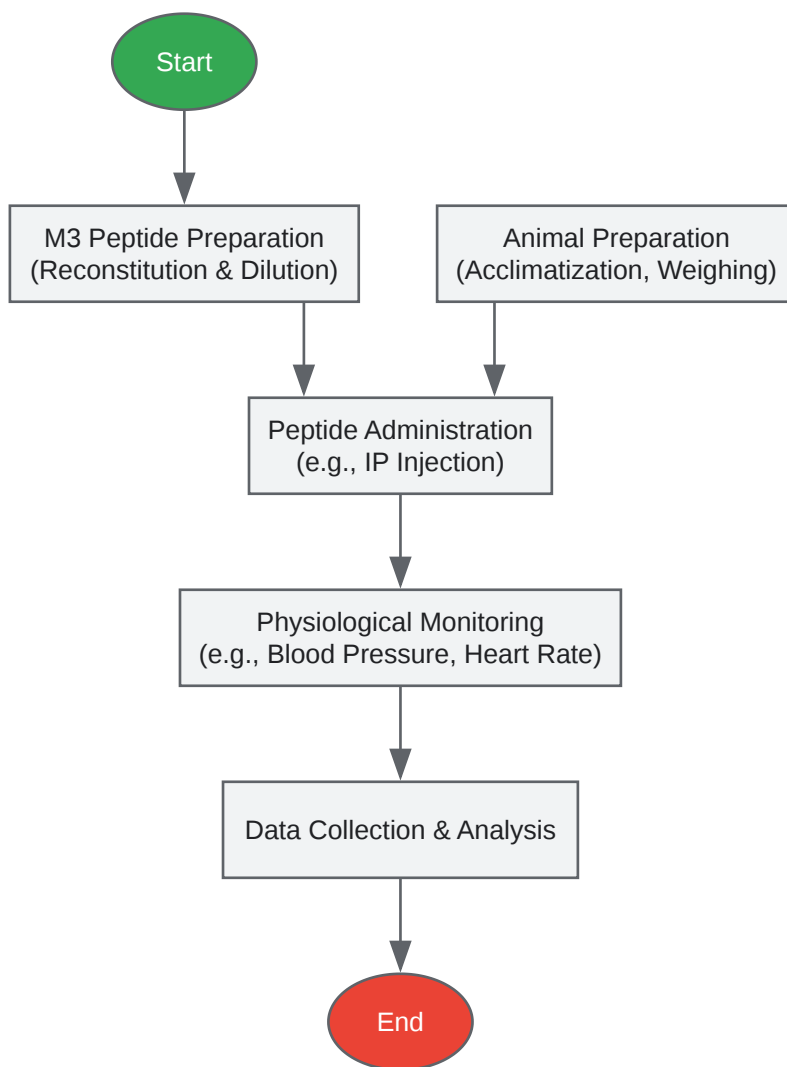 Start
M3 Peptide Preparation
(Reconstitution & Dilution)
Animal Preparation
(Acclimatization, Weighing)
Peptide Administration
(e.g., IP Injection)
Physiological Monitoring
(e.g., Blood Pressure, Heart Rate)
Data Collection & Analysis
End